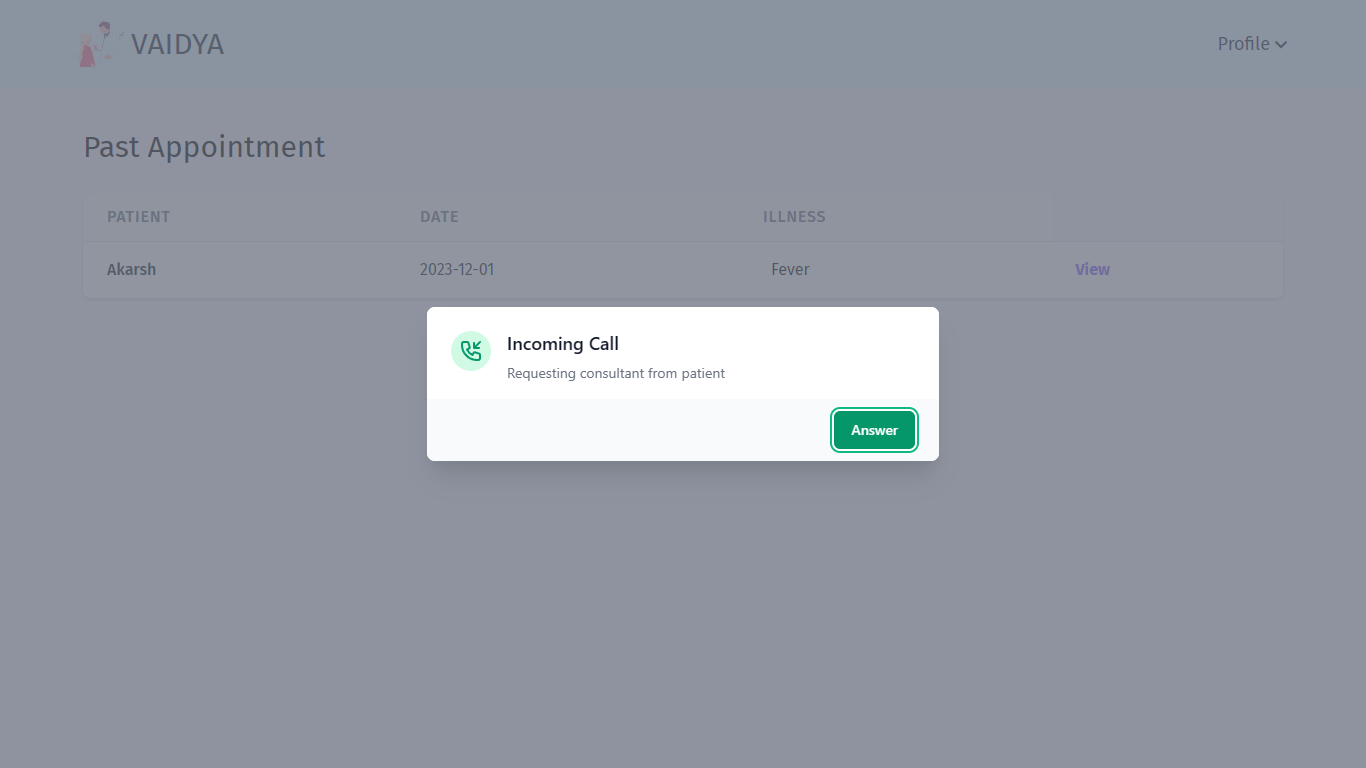 VAIDYA
Profile
Past Appointment
PATIENT DATE ILLNESS
Akarsh 2023-12-01 Fever View
Incoming Call
Requesting consultant from patient
Answer